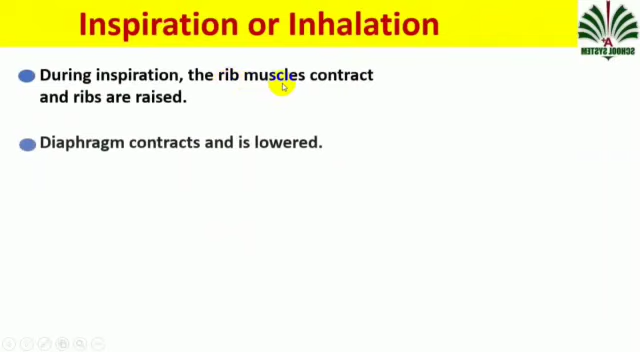 Inspiration or Inhalation
A+
SCHOOL SYSTEM
During inspiration, the rib muscles contract
and ribs are raised.
Diaphragm contracts and is lowered.